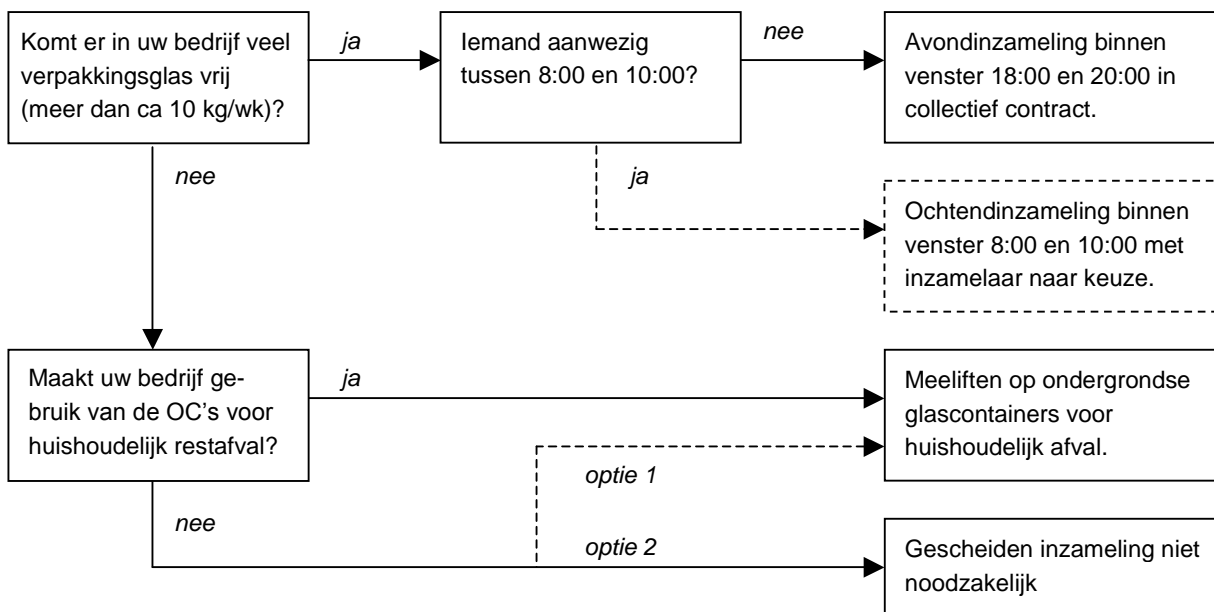 Komt er in uw bedrijf veel
verpakkingsglas vrij
(meer dan ca 10 kg/wk)?
ja
Iemand aanwezig
tussen 8:00 en 10:00?
nee
Avondinzameling binnen
venster 18:00 en 20:00 in
collectief contract.
nee
ja
Ochtendinzameling binnen
venster 8:00 en 10:00 met
inzamelaar naar keuze.
Maakt uw bedrijf ge-
bruik van de OC's voor
huishoudelijk restafval?
ja
Meeliften op ondergrondse
glascontainers voor
huishoudelijk afval.
optie 1
nee
optie 2
Gescheiden inzameling niet
noodzakelijk